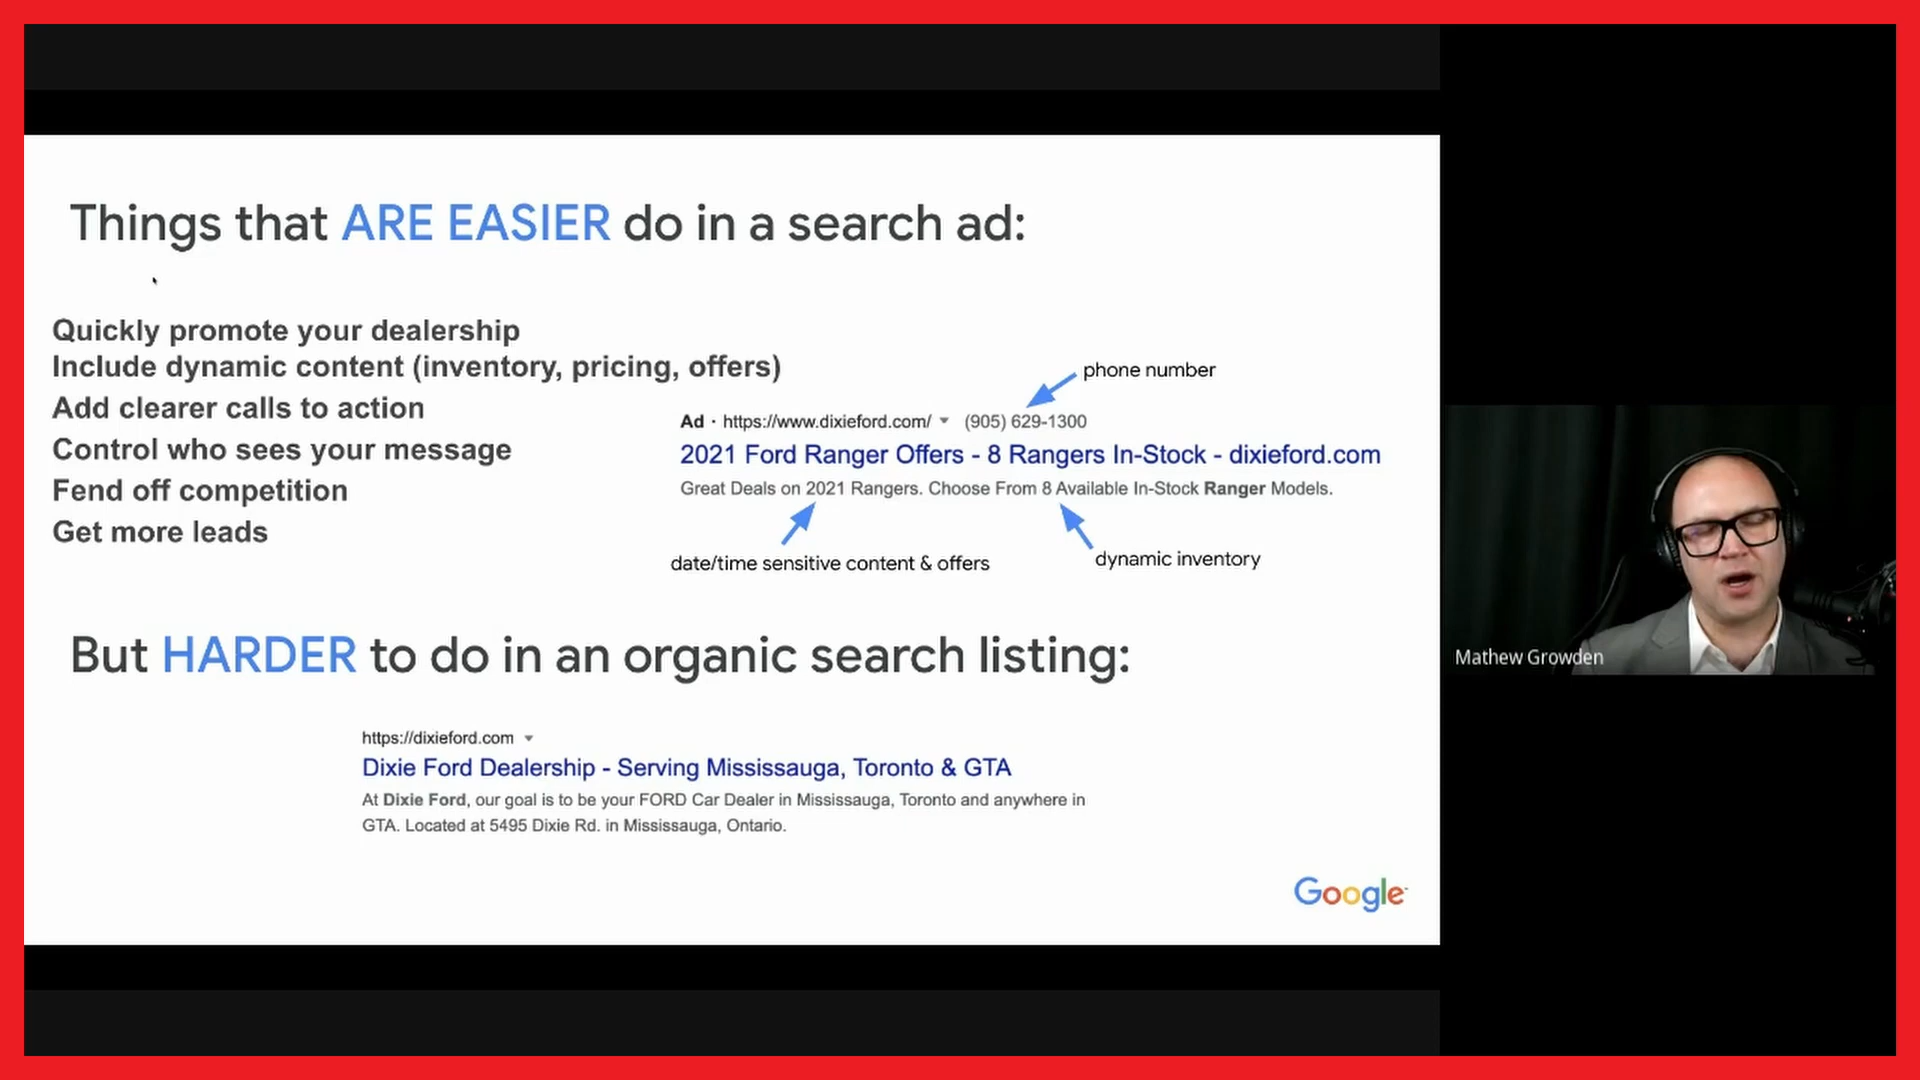 Things that ARE EASIER do in a search ad:
Quickly promote your dealership
Include dynamic content (inventory, pricing, offers)
Add clearer calls to action
Control who sees your message
Fend off competition
Get more leads
phone number
Ad · https://www.dixieford.com/ (905) 629-1300
2021 Ford Ranger Offers - 8 Rangers In-Stock - dixieford.com
Great Deals on 2021 Rangers. Choose From 8 Available In-Stock Ranger Models.
date/time sensitive content & offers
dynamic inventory
But HARDER to do in an organic search listing:
https://dixieford.com
Dixie Ford Dealership - Serving Mississauga, Toronto & GTA
At Dixie Ford, our goal is to be your FORD Car Dealer in Mississauga, Toronto and anywhere in
GTA. Located at 5495 Dixie Rd. in Mississauga, Ontario.
Google
Mathew Growden